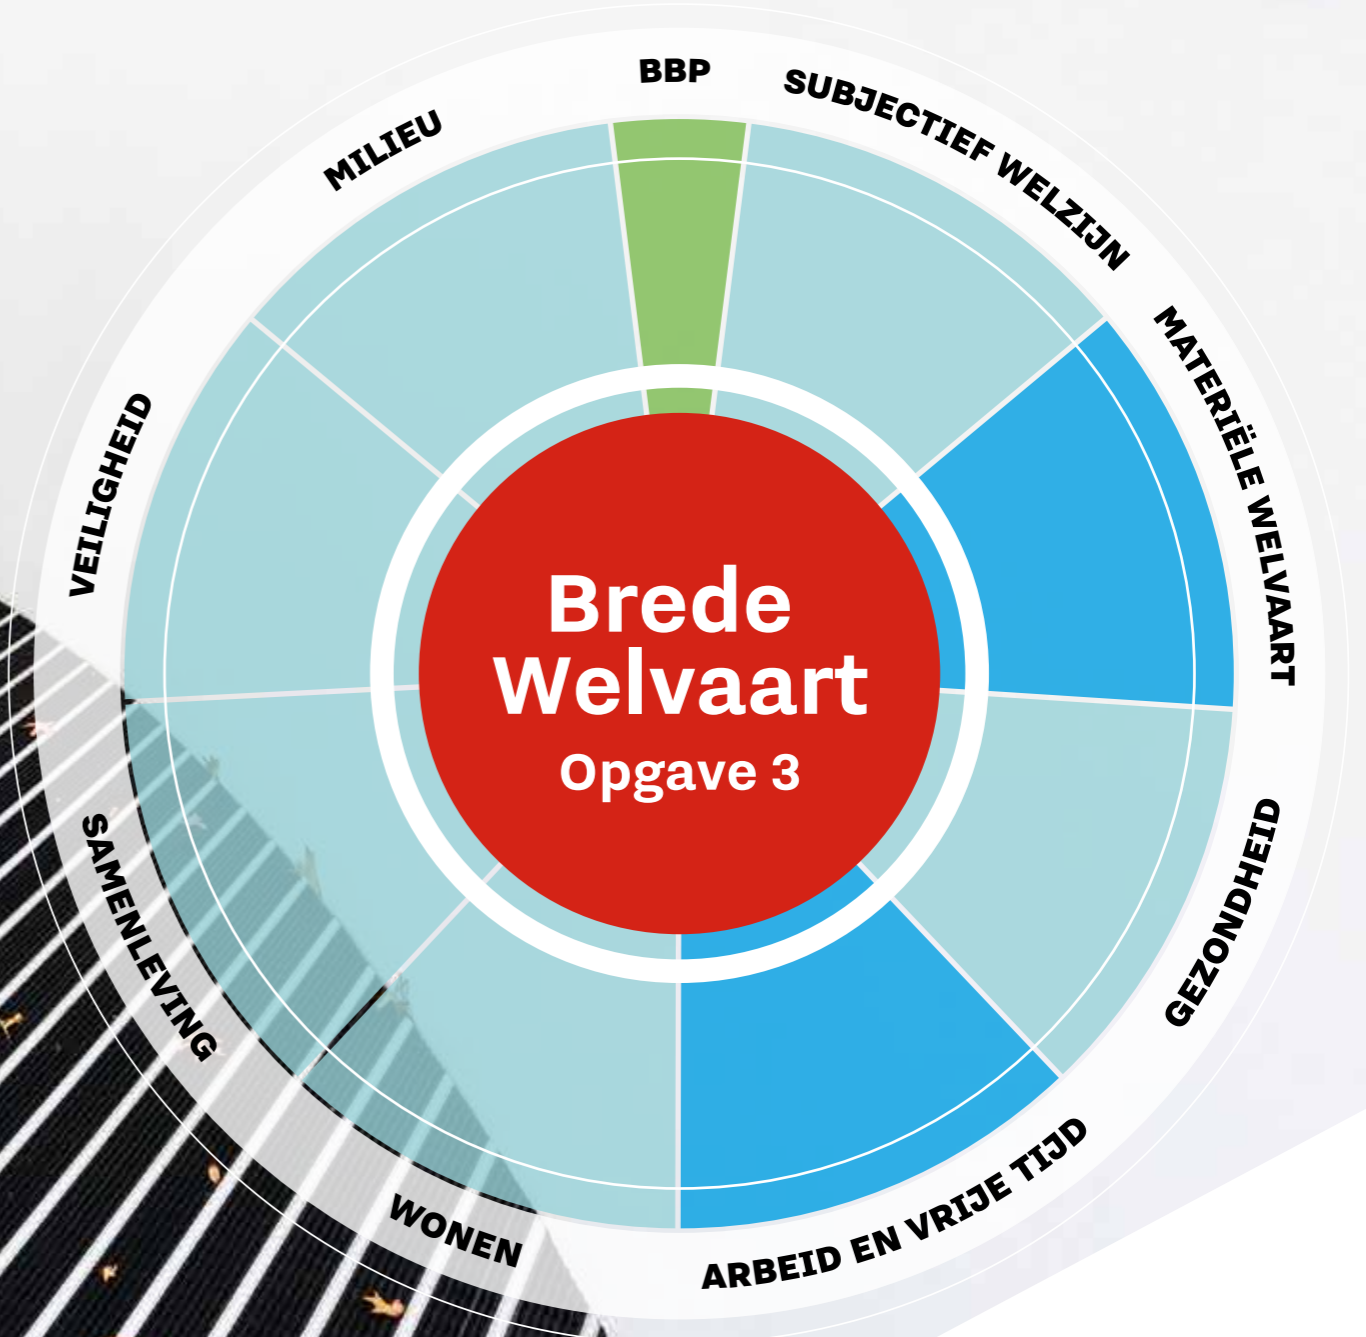 BBP
SUBJECTIEF WELZIJN
MATERIËLE WELVAART
GEZONDHEID
ARBEID EN VRIJE TIJD
WONEN
SAMENLEVING
VEILIGHEID
MILIEU
Brede
Welvaart
Opgave 3